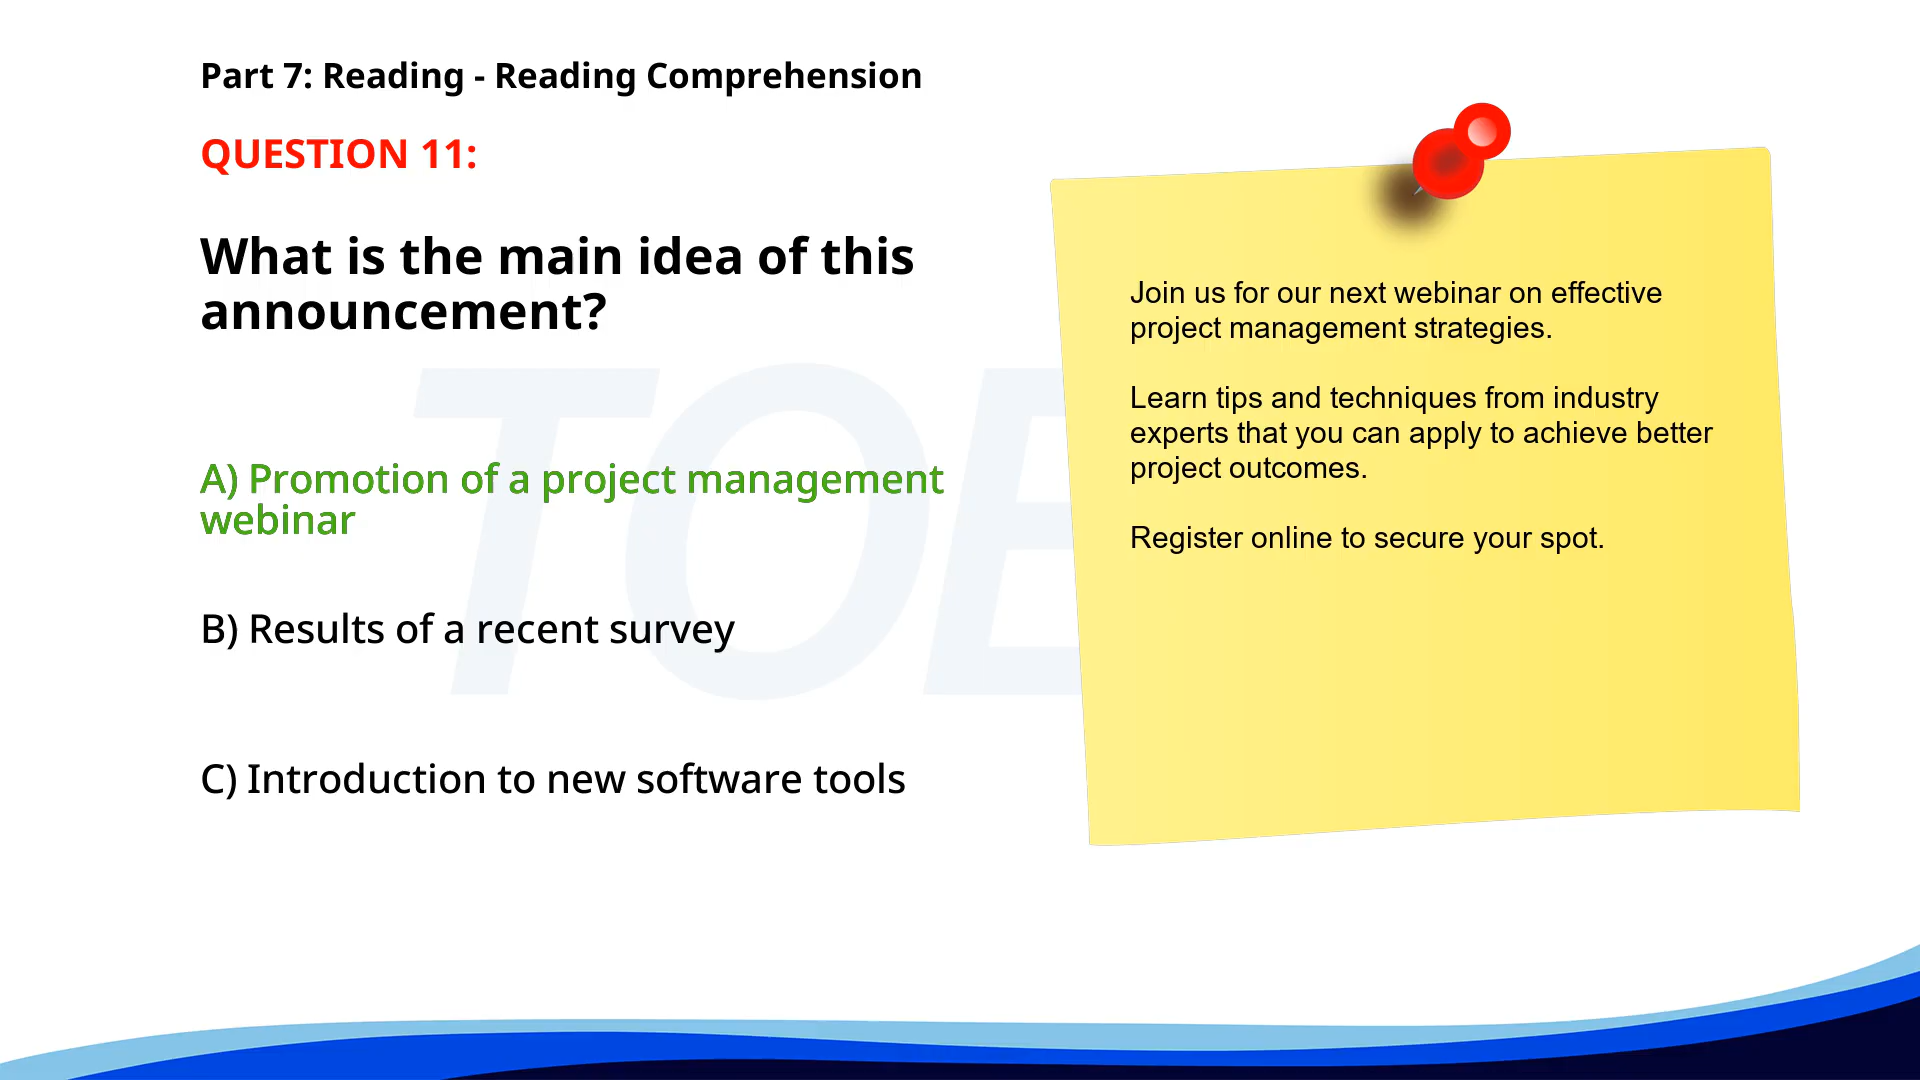 Part 7: Reading - Reading Comprehension
QUESTION 11:
What is the main idea of this
announcement?
A) Promotion of a project management
webinar
B) Results of a recent survey
C) Introduction to new software tools
Join us for our next webinar on effective
project management strategies.
Learn tips and techniques from industry
experts that you can apply to achieve better
project outcomes.
Register online to secure your spot.
TOE